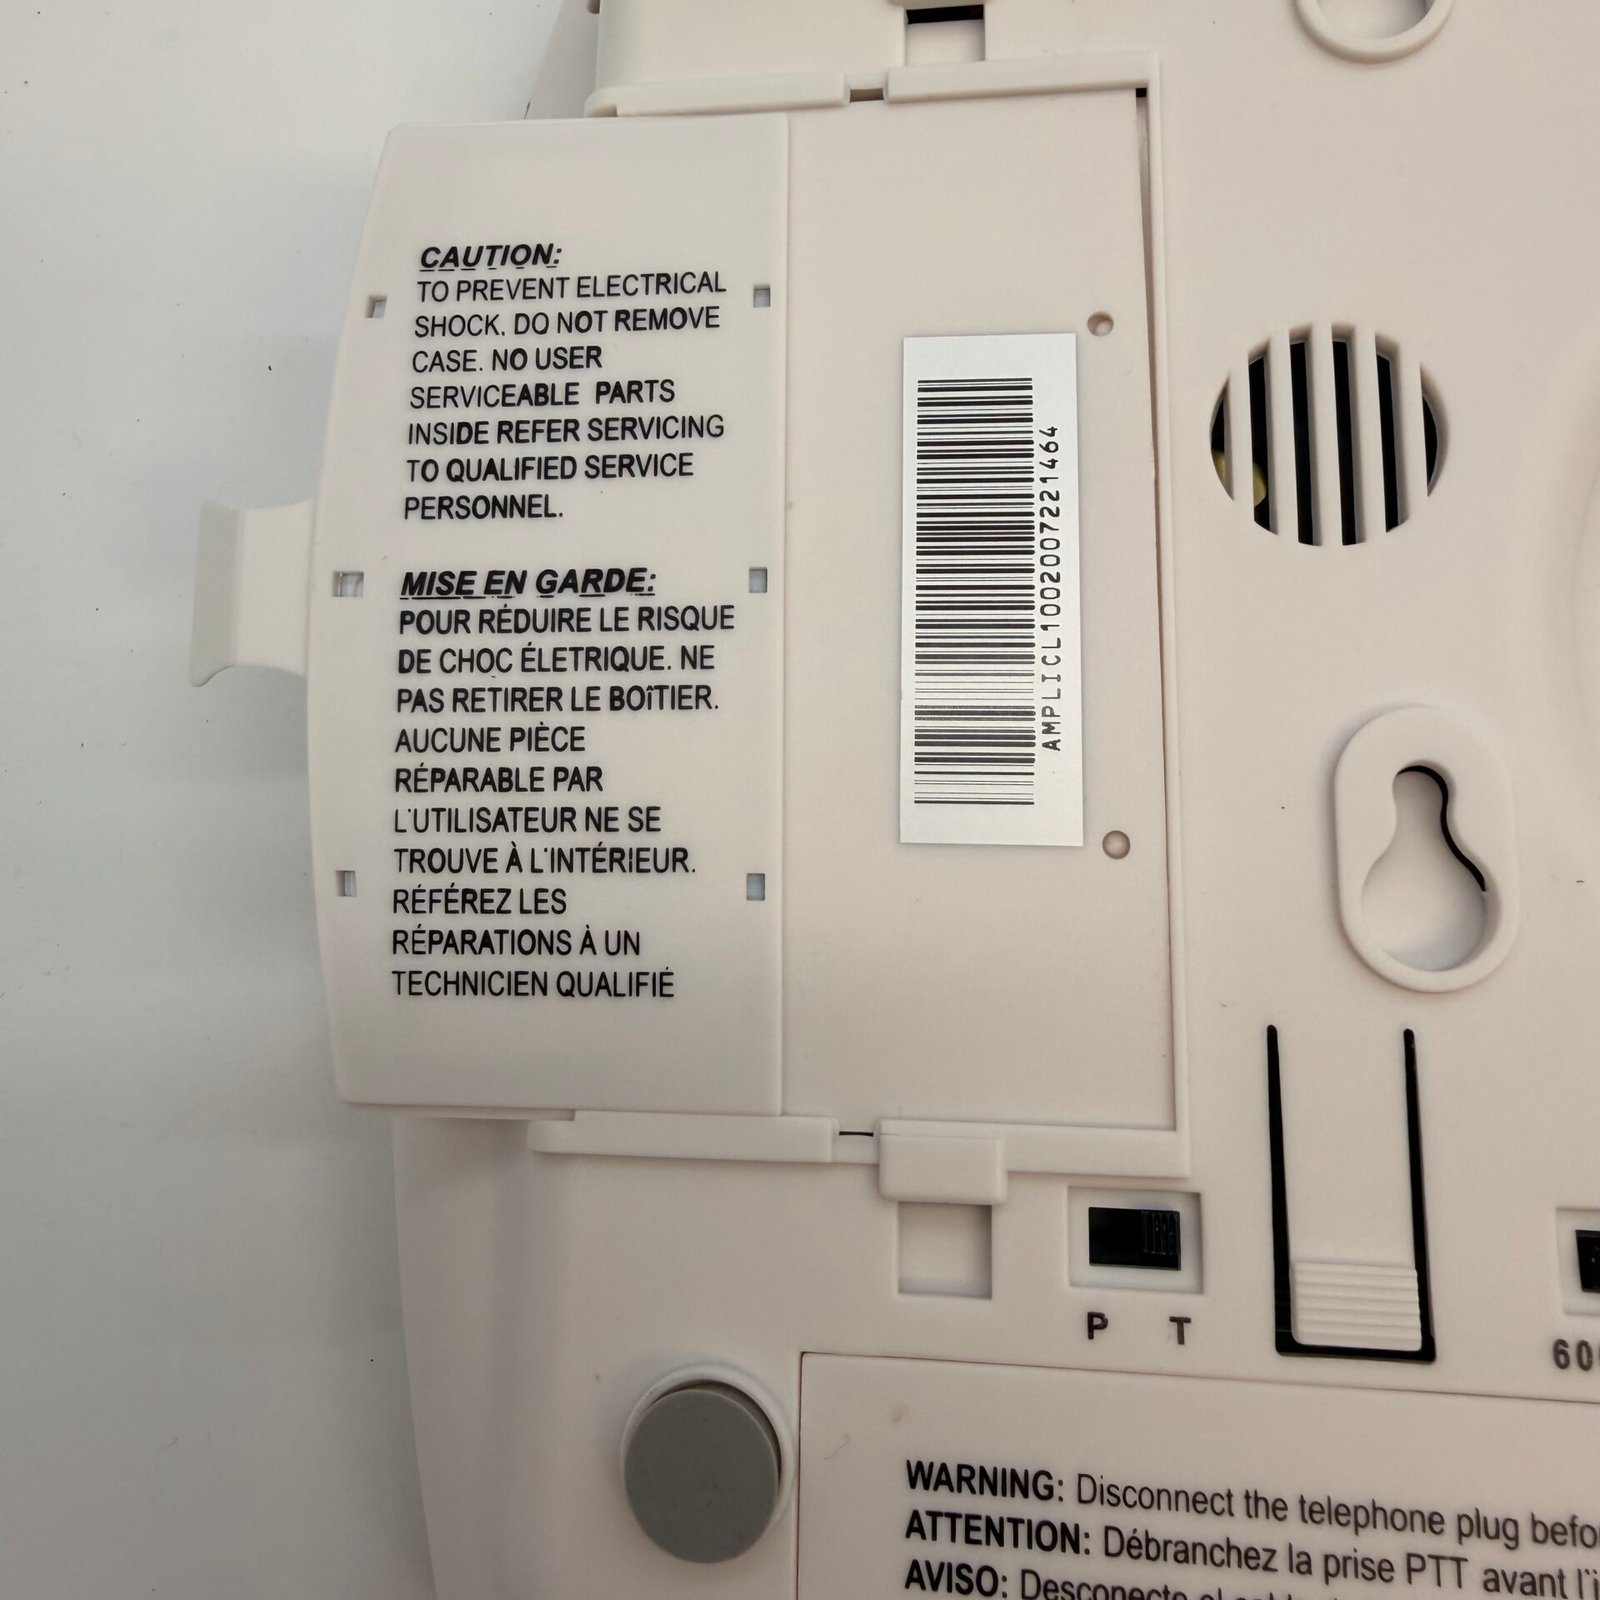 CAUTION:
TO PREVENT ELECTRICAL
SHOCK. DO NOT REMOVE
CASE. NO USER
SERVICEABLE PARTS
INSIDE REFER SERVICING
TO QUALIFIED SERVICE
PERSONNEL.
MISE EN GARDE:
POUR RÉDUIRE LE RISQUE
DE CHOC ÉLETRIQUE. NE
PAS RETIRER LE BOîTIER.
AUCUNE PIÈCE
RÉPARABLE PAR
L'UTILISATEUR NE SE
TROUVE À L'INTÉRIEUR.
RÉFÉREZ LES
RÉPARATIONS À UN
TECHNICIEN QUALIFIÉ
AMPLICL1002007221464
P T
WARNING: Disconnect the telephone plug
ATTENTION: Débranchez la prise PTT avant
AVISO: Desconecte